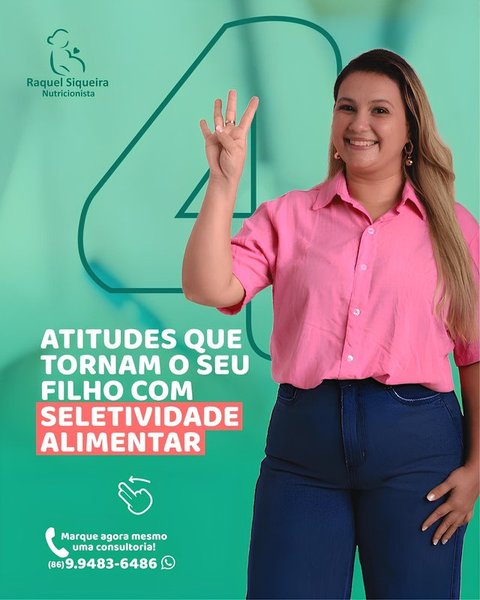 Raquel Siqueira
Nutricionista
4
ATITUDES QUE
TORNAM O SEU
FILHO COM
SELETIVIDADE
ALIMENTAR
Marque agora mesmo
uma consultoria!
(86)9.9483-6486